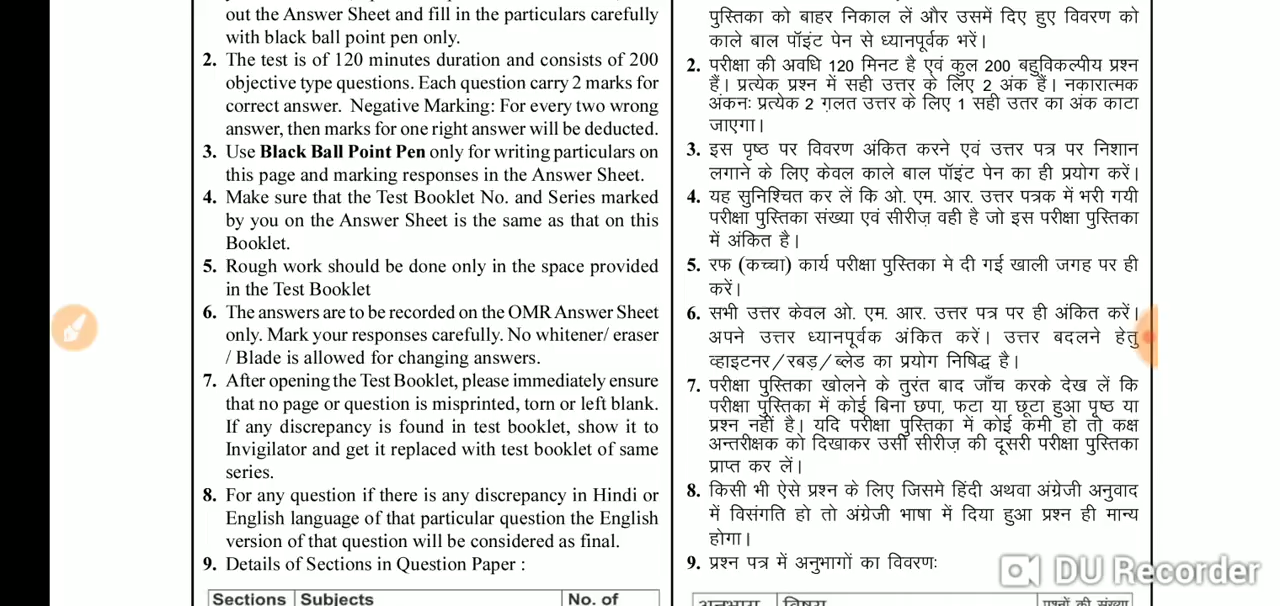 out the Answer Sheet and fill in the particulars carefully
with black ball point pen only.
2. The test is of 120 minutes duration and consists of 200
objective type questions. Each question carry 2 marks for
correct answer. Negative Marking: For every two wrong
answer, then marks for one right answer will be deducted.
3. Use Black Ball Point Pen only for writing particulars on
this page and marking responses in the Answer Sheet.
4. Make sure that the Test Booklet No. and Series marked
by you on the Answer Sheet is the same as that on this
Booklet.
5. Rough work should be done only in the space provided
in the Test Booklet
6. The answers are to be recorded on the OMR Answer Sheet
only. Mark your responses carefully. No whitener/ eraser
/ Blade is allowed for changing answers.
7. After opening the Test Booklet, please immediately ensure
that no page or question is misprinted, torn or left blank.
If any discrepancy is found in test booklet, show it to
Invigilator and get it replaced with test booklet of same
series.
8. For any question if there is any discrepancy in Hindi or
English language of that particular question the English
version of that question will be considered as final.
9. Details of Sections in Question Paper :
Sections Subjects No. of
पुस्तिका को बाहर निकाल लें और उसमें दिए हुए विवरण को
काले बाल पॉइंट पेन से ध्यानपूर्वक भरें।
2. परीक्षा की अवधि 120 मिनट है एवं कुल 200 बहुविकल्पीय प्रश्न
हैं। प्रत्येक प्रश्न में सही उत्तर के लिए 2 अंक हैं। नकारात्मक
अंकनः प्रत्येक 2 ग़लत उत्तर के लिए 1 सही उतर का अंक काटा
जाएगा।
3. इस पृष्ठ पर विवरण अंकित करने एवं उत्तर पत्र पर निशान
लगाने के लिए केवल काले बाल पॉइंट पेन का ही प्रयोग करें।
4. यह सुनिश्चित कर लें कि ओ. एम. आर. उत्तर पत्रक में भरी गयी
परीक्षा पुस्तिका संख्या एवं सीरीज़ वही है जो इस परीक्षा पुस्तिका
में अंकित है।
5. रफ (कच्चा) कार्य परीक्षा पुस्तिका मे दी गई खाली जगह पर ही
करें।
6. सभी उत्तर केवल ओ. एम. आर. उत्तर पत्र पर ही अंकित करें।
अपने उत्तर ध्यानपूर्वक अंकित करें। उत्तर बदलने हेतु
व्हाइटनर/रबड़/ब्लेड का प्रयोग निषिद्ध है।
7. परीक्षा पुस्तिका खोलने के तुरंत बाद जाँच करके देख लें कि
परीक्षा पुस्तिका में कोई बिना छपा, फटा या छूटा हुआ पृष्ठ या
प्रश्न नहीं है। यदि परीक्षा पुस्तिका में कोई कमी हो तो कक्ष
अन्तरीक्षक को दिखाकर उसी सीरीज़ की दूसरी परीक्षा पुस्तिका
प्राप्त कर लें।
8. किसी भी ऐसे प्रश्न के लिए जिसमे हिंदी अथवा अंग्रेजी अनुवाद
में विसंगति हो तो अंग्रेजी भाषा में दिया हुआ प्रश्न ही मान्य
होगा।
9. प्रश्न पत्र में अनुभागों का विवरणः
अनुभाग विषय प्रश्नों की संख्या
DU Recorder